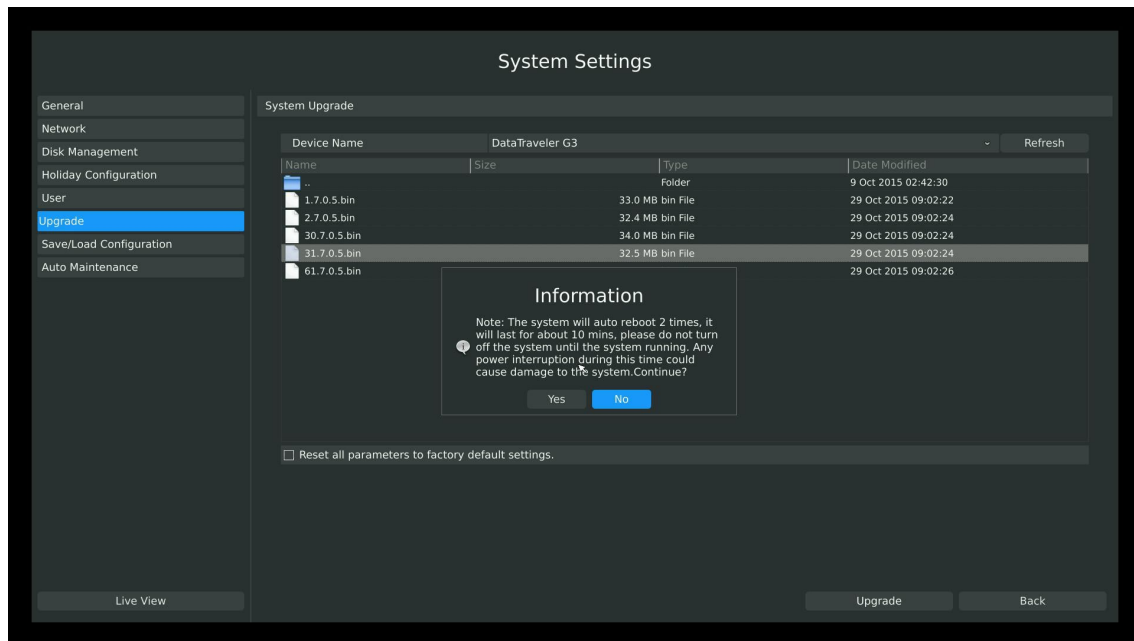 System Settings
General
Network
Disk Management
Holiday Configuration
User
Upgrade
Save/Load Configuration
Auto Maintenance
Live View
System Upgrade
Device Name DataTraveler G3 Refresh
Name Size Type Date Modified
.. Folder 9 Oct 2015 02:42:30
1.7.0.5.bin 33.0 MB bin File 29 Oct 2015 09:02:22
2.7.0.5.bin 32.4 MB bin File 29 Oct 2015 09:02:24
30.7.0.5.bin 34.0 MB bin File 29 Oct 2015 09:02:24
31.7.0.5.bin 32.5 MB bin File 29 Oct 2015 09:02:24
61.7.0.5.bin 29 Oct 2015 09:02:26
Information
Note: The system will auto reboot 2 times, it
will last for about 10 mins, please do not turn
off the system until the system running. Any
power interruption during this time could
cause damage to the system.Continue?
Yes No
Reset all parameters to factory default settings.
Upgrade Back